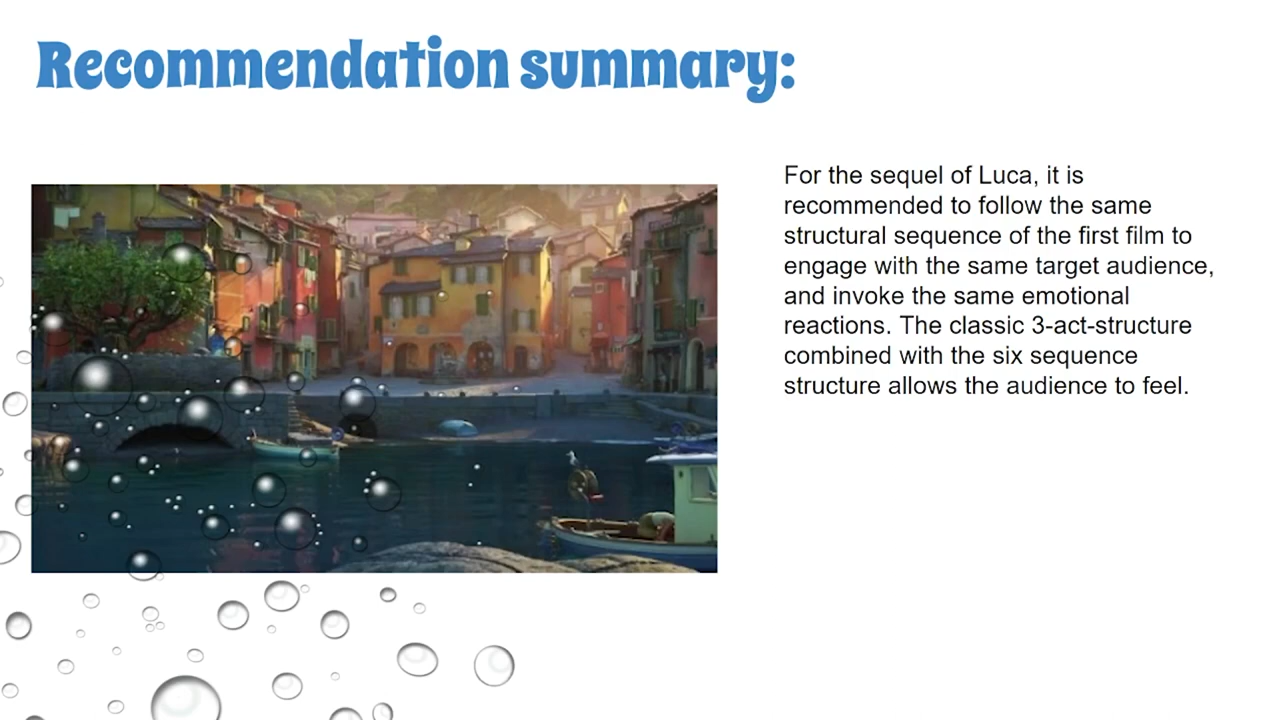 Recommendation summary:
For the sequel of Luca, it is
recommended to follow the same
structural sequence of the first film to
engage with the same target audience,
and invoke the same emotional
reactions. The classic 3-act-structure
combined with the six sequence
structure allows the audience to feel.